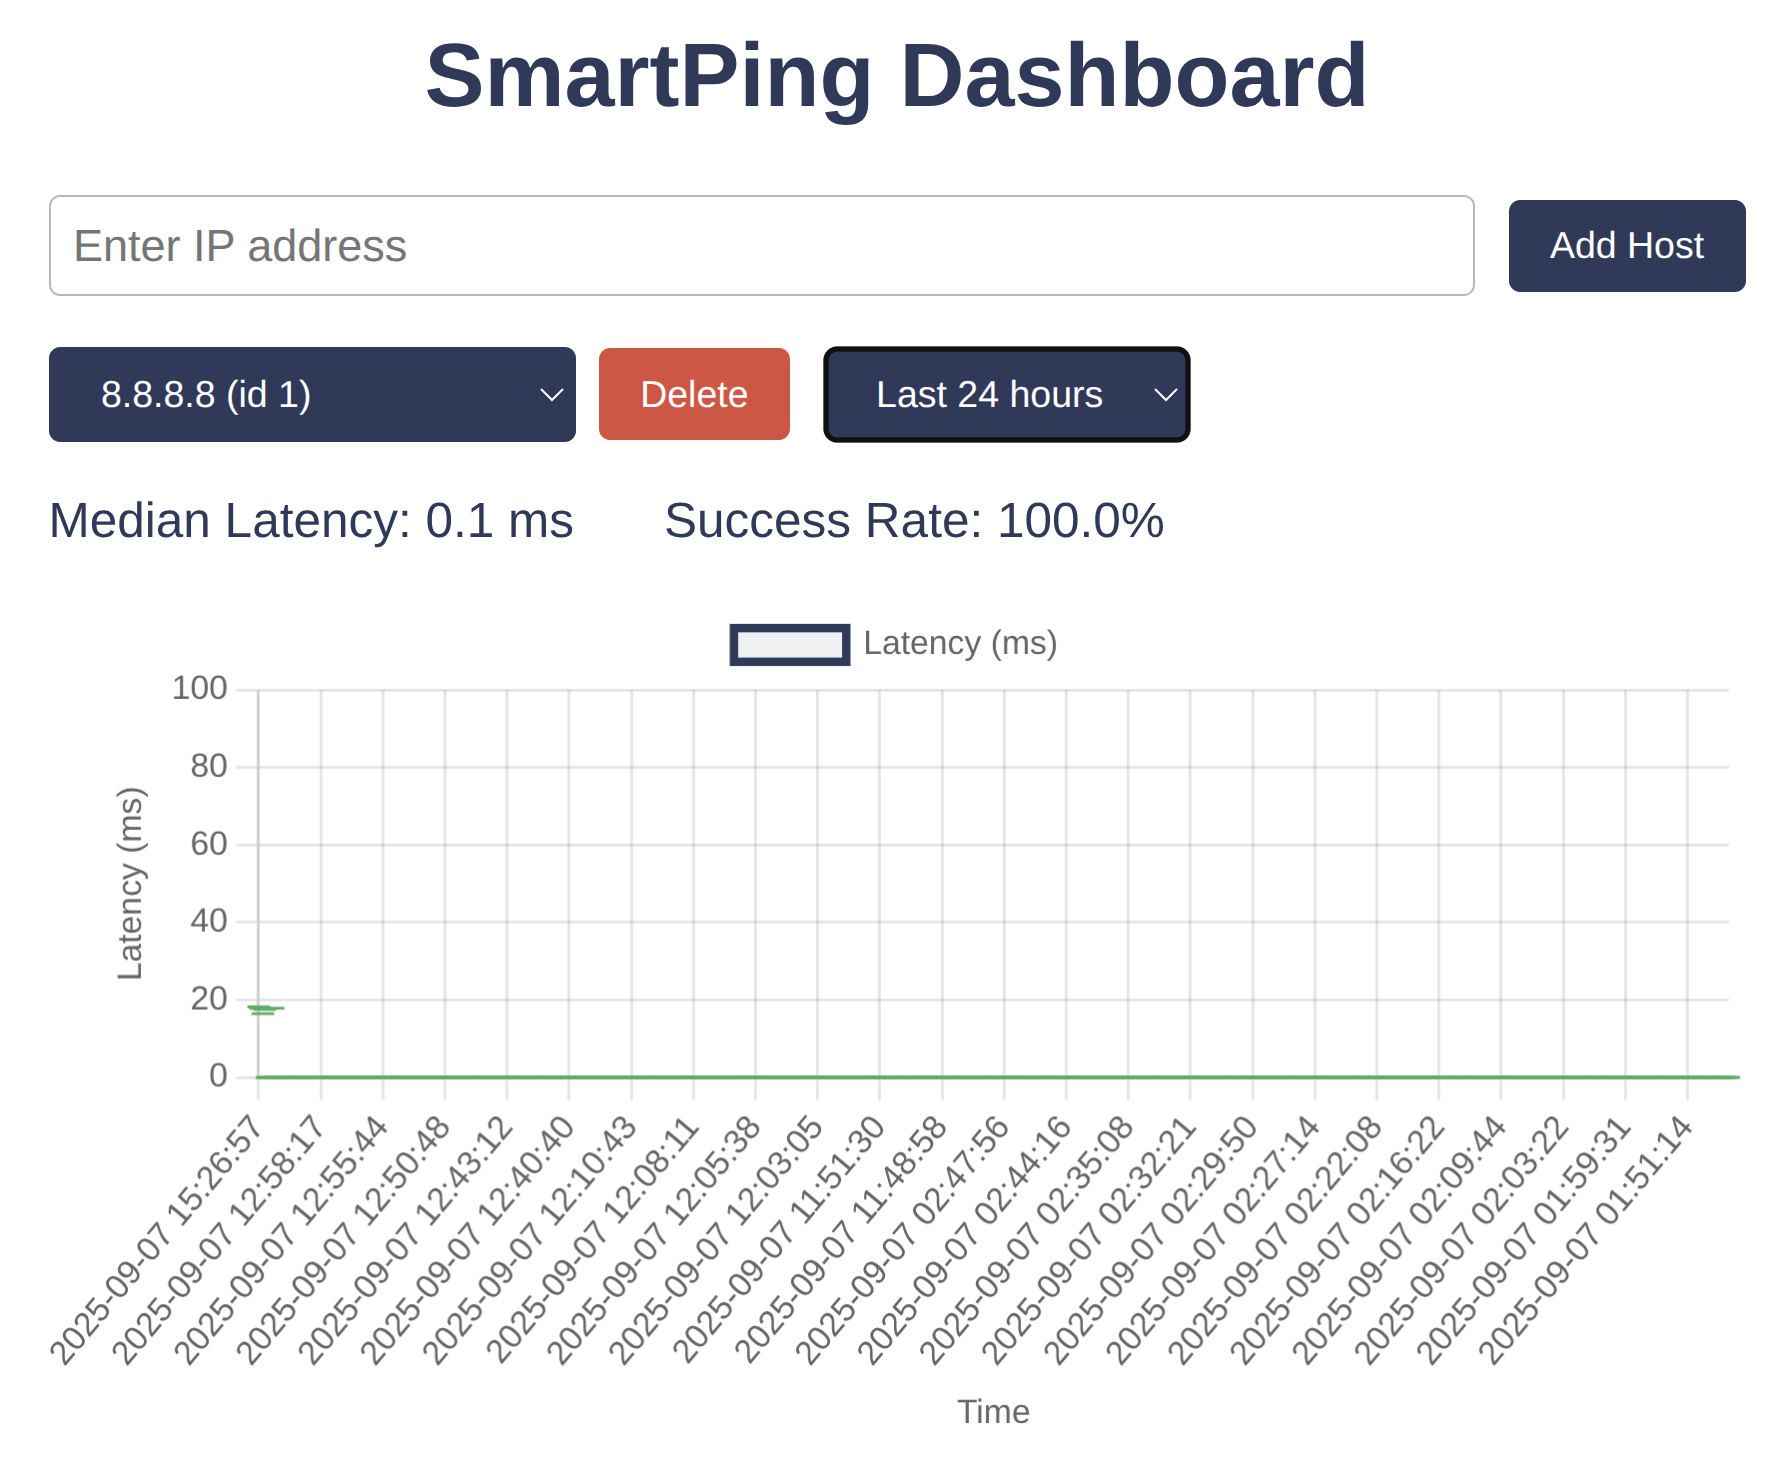 SmartPing Dashboard
Enter IP address
Add Host
8.8.8.8 (id 1)
Delete
Last 24 hours
Median Latency: 0.1 ms
Success Rate: 100.0%
Latency (ms)
100
80
60
40
20
0
Latency (ms)
2025-09-07 15:26:57
2025-09-07 12:58:17
2025-09-07 12:55:44
2025-09-07 12:50:48
2025-09-07 12:43:12
2025-09-07 12:40:40
2025-09-07 12:10:43
2025-09-07 12:08:11
2025-09-07 12:05:38
2025-09-07 12:03:05
2025-09-07 11:51:30
2025-09-07 11:48:58
2025-09-07 02:47:56
2025-09-07 02:44:16
2025-09-07 02:35:08
2025-09-07 02:32:21
2025-09-07 02:29:50
2025-09-07 02:27:14
2025-09-07 02:22:08
2025-09-07 02:16:22
2025-09-07 02:09:44
2025-09-07 02:03:22
2025-09-07 01:59:31
2025-09-07 01:51:14
Time